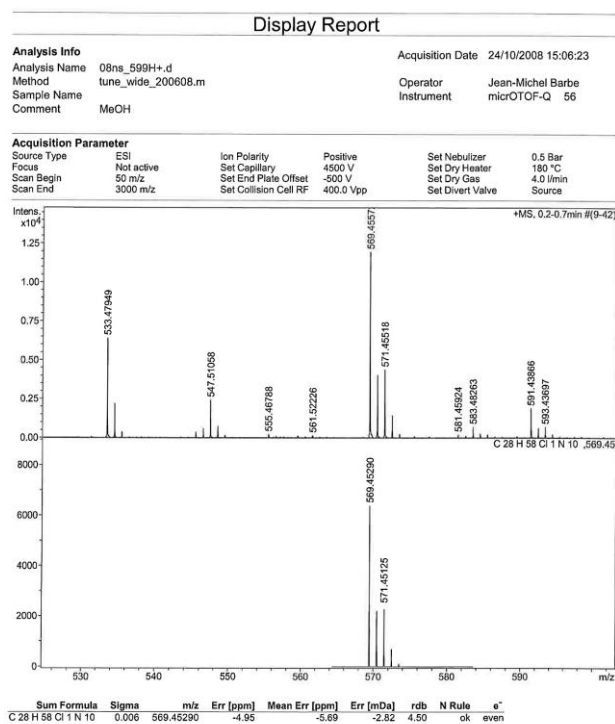 Display Report
Analysis Info
Acquisition Date 24/10/2008 15:06:23
Analysis Name 08ns_599H+.d
Method tune_wide_200608.m Operator Jean-Michel Barbe
Sample Name Instrument micrOTOF-Q 56
Comment MeOH
Acquisition Parameter
Source Type ESI Ion Polarity Positive Set Nebulizer 0.5 Bar
Focus Not active Set Capillary 4500 V Set Dry Heater 180 °C
Scan Begin 50 m/z Set End Plate Offset -500 V Set Dry Gas 4.0 l/min
Scan End 3000 m/z Set Collision Cell RF 400.0 Vpp Set Divert Valve Source
Intens.
x10⁴
+MS, 0.2-0.7min #(9-42)
1.25
1.00
0.75
0.50
0.25
0.00
533.47949
547.51058
555.46788
561.52226
569.4557
571.45518
581.45924
583.48263
591.43866
593.43697
C 28 H 58 Cl 1 N 10 ,569.45
8000
6000
4000
2000
0
569.45290
571.45125
530 540 550 560 570 580 590 m/z
Sum Formula Sigma m/z Err [ppm] Mean Err [ppm] Err [mDa] rdb N Rule e⁻
C 28 H 58 Cl 1 N 10 0.006 569.45290 -4.95 -5.69 -2.82 4.50 ok even